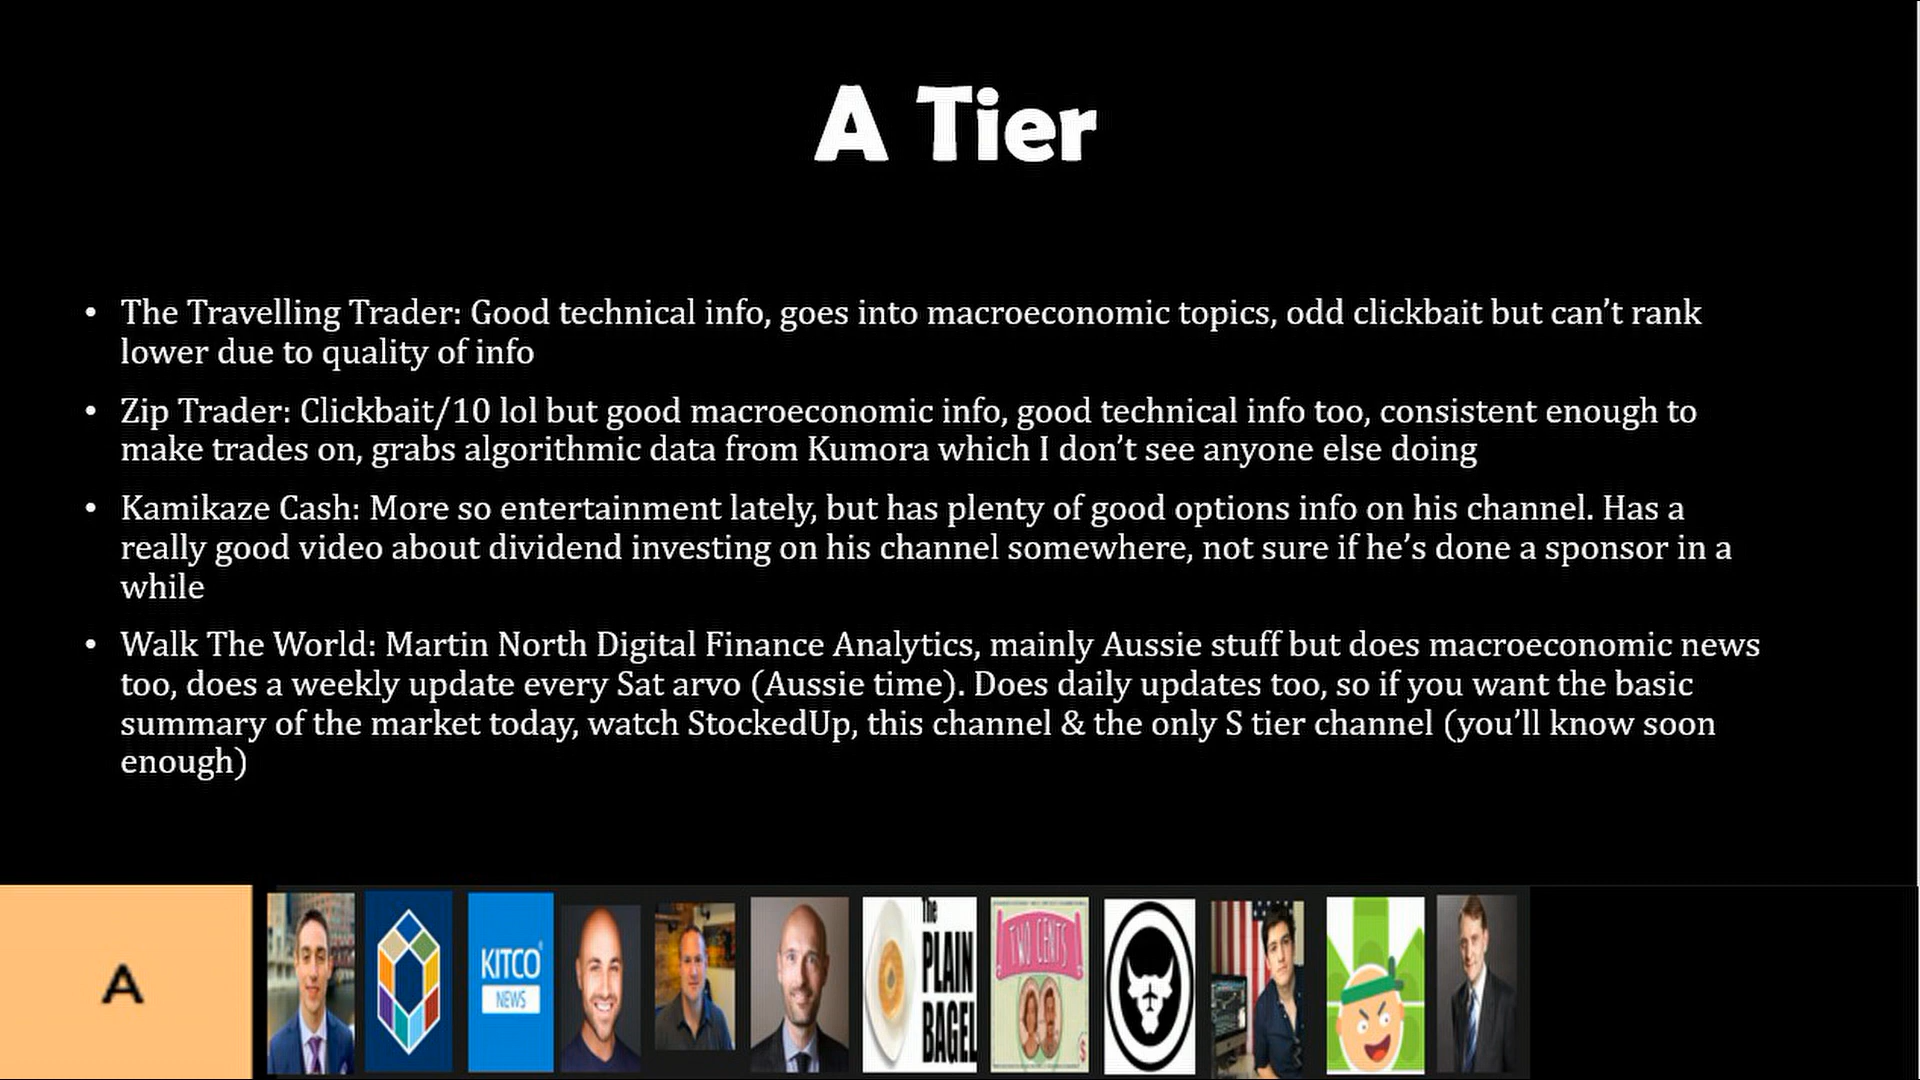 A Tier
• The Travelling Trader: Good technical info, goes into macroeconomic topics, odd clickbait but can’t rank
lower due to quality of info
• Zip Trader: Clickbait/10 lol but good macroeconomic info, good technical info too, consistent enough to
make trades on, grabs algorithmic data from Kumora which I don’t see anyone else doing
• Kamikaze Cash: More so entertainment lately, but has plenty of good options info on his channel. Has a
really good video about dividend investing on his channel somewhere, not sure if he’s done a sponsor in a
while
• Walk The World: Martin North Digital Finance Analytics, mainly Aussie stuff but does macroeconomic news
too, does a weekly update every Sat arvo (Aussie time). Does daily updates too, so if you want the basic
summary of the market today, watch StockedUp, this channel & the only S tier channel (you’ll know soon
enough)
A
KITCO
NEWS
The
PLAIN
BAGEL
TWO CENTS